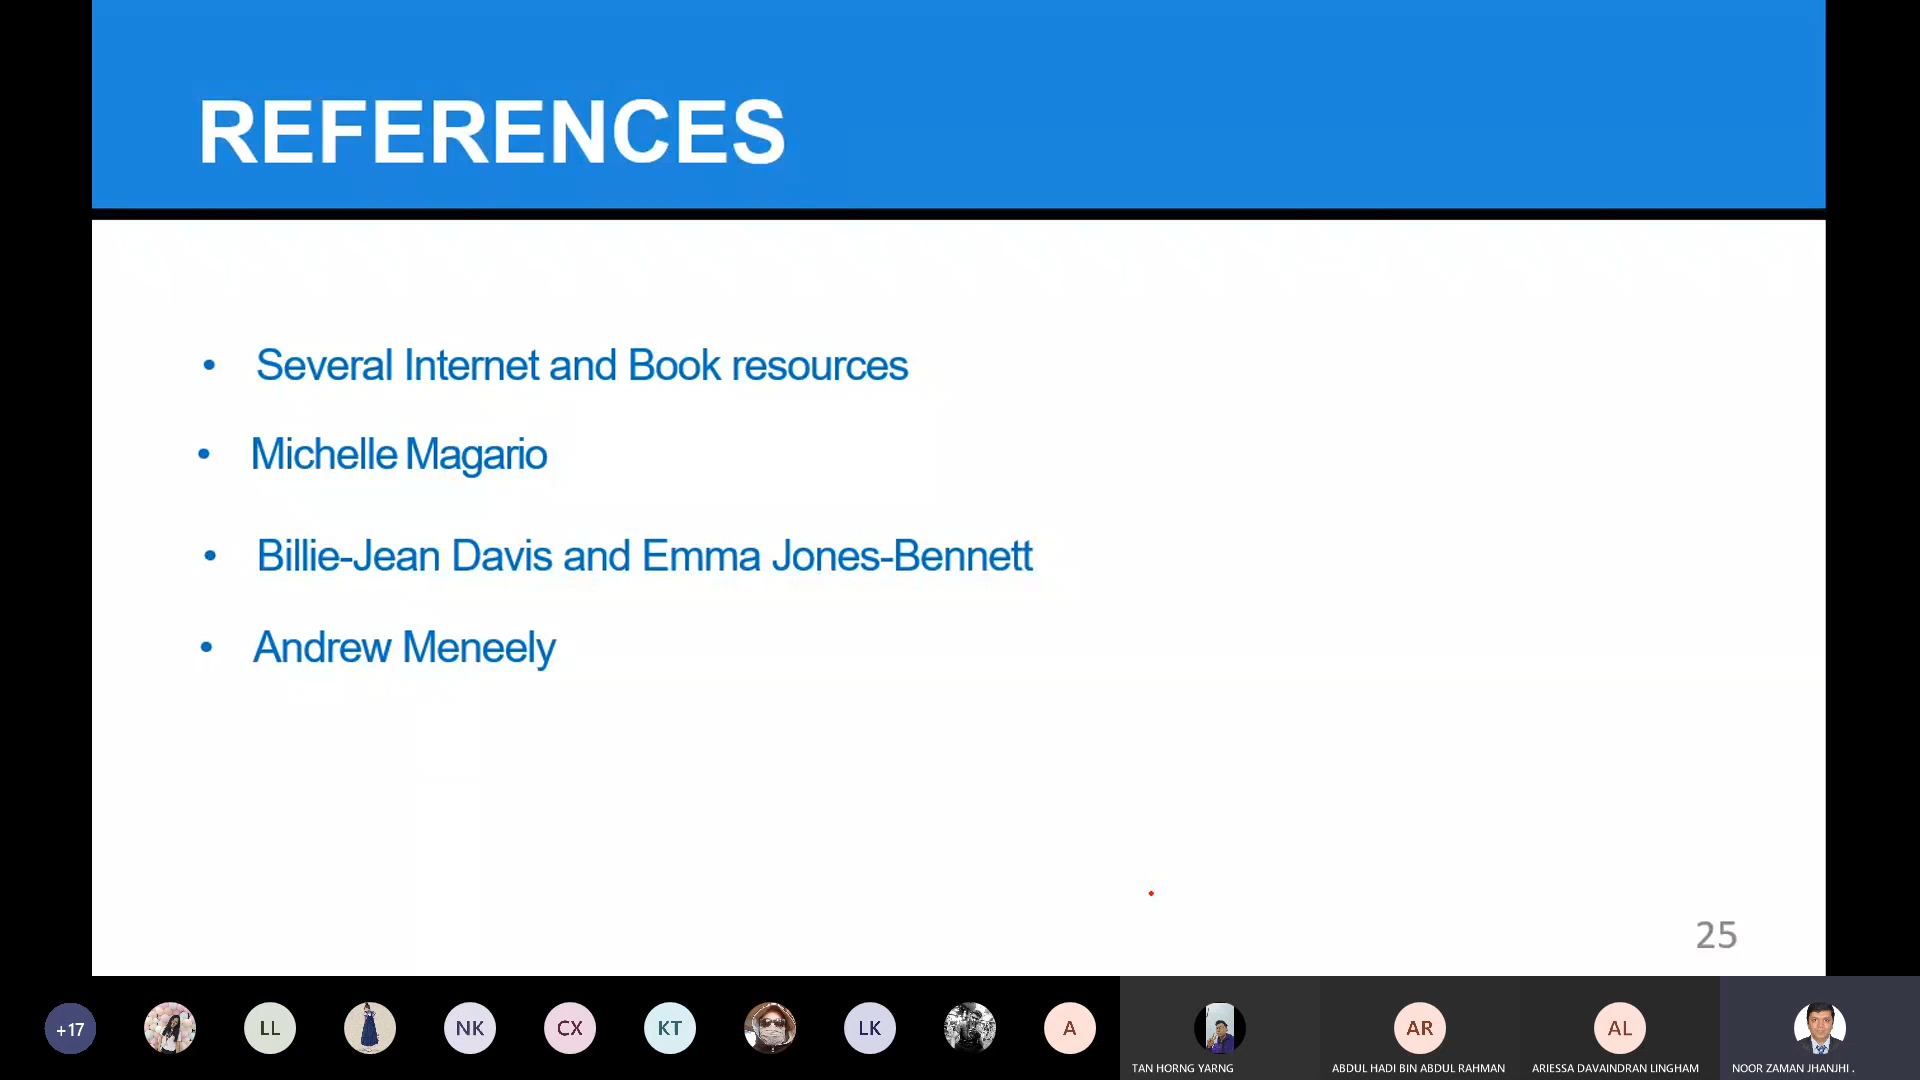 REFERENCES
• Several Internet and Book resources
• Michelle Magario
• Billie-Jean Davis and Emma Jones-Bennett
• Andrew Meneely
25
+17
LL
NK
CX
KT
LK
A
AR
AL
TAN HORNG YARNG
ABDUL HADI BIN ABDUL RAHMAN
ARIESSA DAVAINDRAN LINGHAM
NOOR ZAMAN JHANJHI .